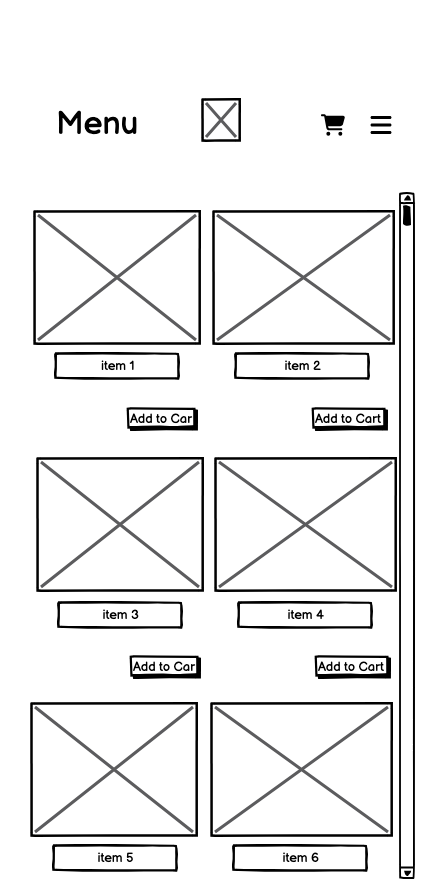 Menu
item 1
item 2
Add to Car
Add to Cart
item 3
item 4
Add to Car
Add to Cart
item 5
item 6